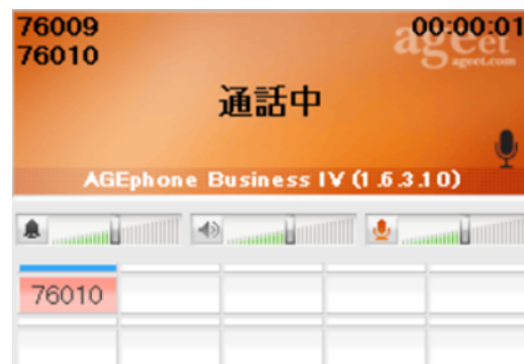 76009 00:00:01
76010
ageet
ageet.com
通話中
AGEphone Business IV (1.6.3.10)
76010